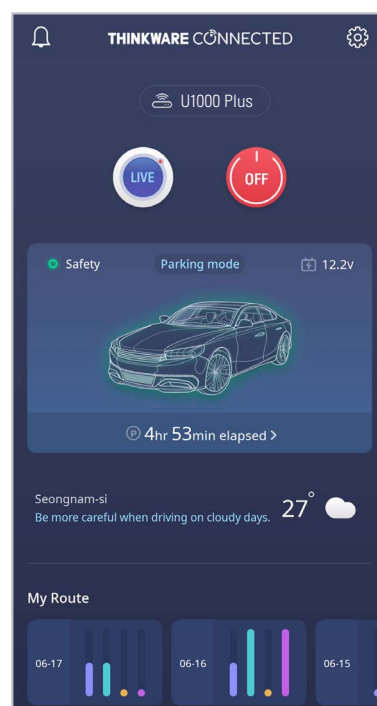 THINKWARE CONNECTED
U1000 Plus
LIVE
OFF
Safety Parking mode 12.2v
P 4hr 53min elapsed >
Seongnam-si
Be more careful when driving on cloudy days.
27°
My Route
06-17 06-16 06-15